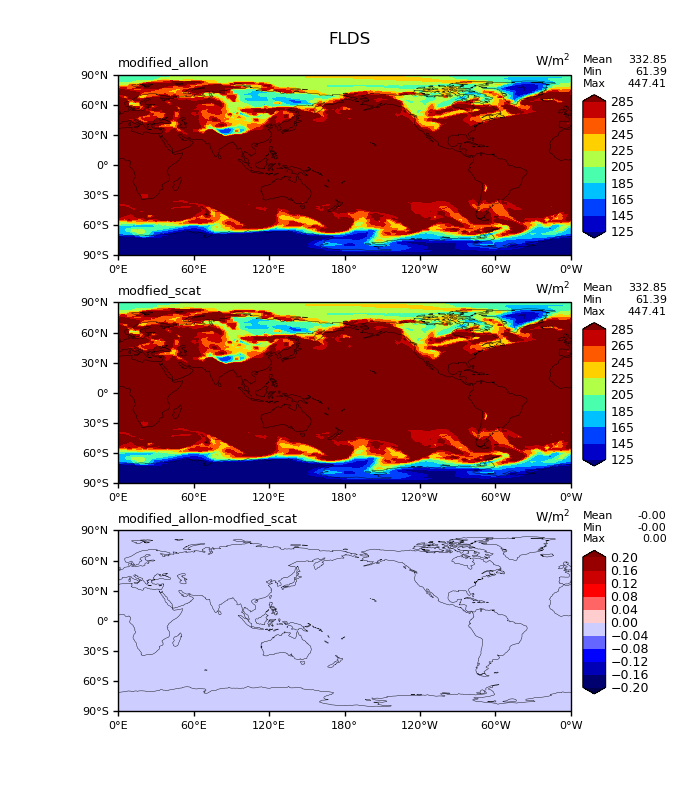 FLDS
modified_allon W/m² Mean 332.85
Min 61.39
Max 447.41
90°N
60°N
30°N
0°
30°S
60°S
90°S
0°E 60°E 120°E 180° 120°W 60°W 0°W
285
265
245
225
205
185
165
145
125
modfied_scat W/m² Mean 332.85
Min 61.39
Max 447.41
90°N
60°N
30°N
0°
30°S
60°S
90°S
0°E 60°E 120°E 180° 120°W 60°W 0°W
285
265
245
225
205
185
165
145
125
modified_allon-modfied_scat W/m² Mean -0.00
Min -0.00
Max 0.00
90°N
60°N
30°N
0°
30°S
60°S
90°S
0°E 60°E 120°E 180° 120°W 60°W 0°W
0.20
0.16
0.12
0.08
0.04
0.00
−0.04
−0.08
−0.12
−0.16
−0.20